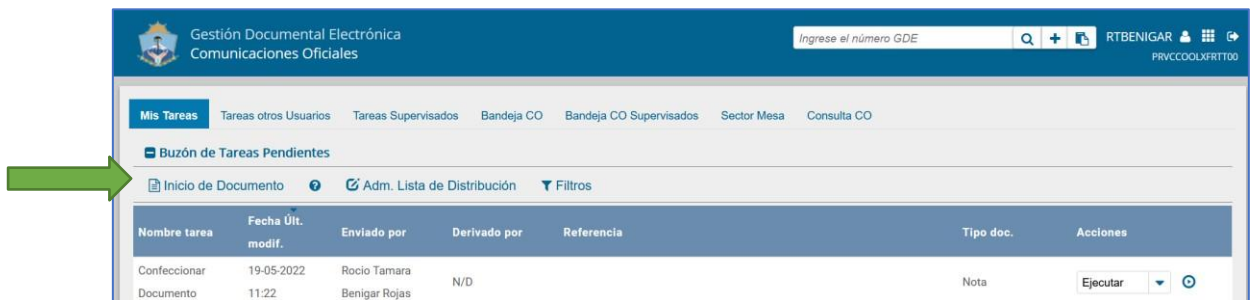 Gestión Documental Electrónica
Comunicaciones Oficiales
Ingrese el número GDE
RTBENIGAR
PRVCCOOLXFRTT00
Mis Tareas Tareas otros Usuarios Tareas Supervisados Bandeja CO Bandeja CO Supervisados Sector Mesa Consulta CO
Buzón de Tareas Pendientes
Inicio de Documento Adm. Lista de Distribución Filtros
Nombre tarea Fecha Últ. modif. Enviado por Derivado por Referencia Tipo doc. Acciones
Confeccionar 19-05-2022 Rocio Tamara N/D Nota Ejecutar
Documento 11:22 Benigar Rojas